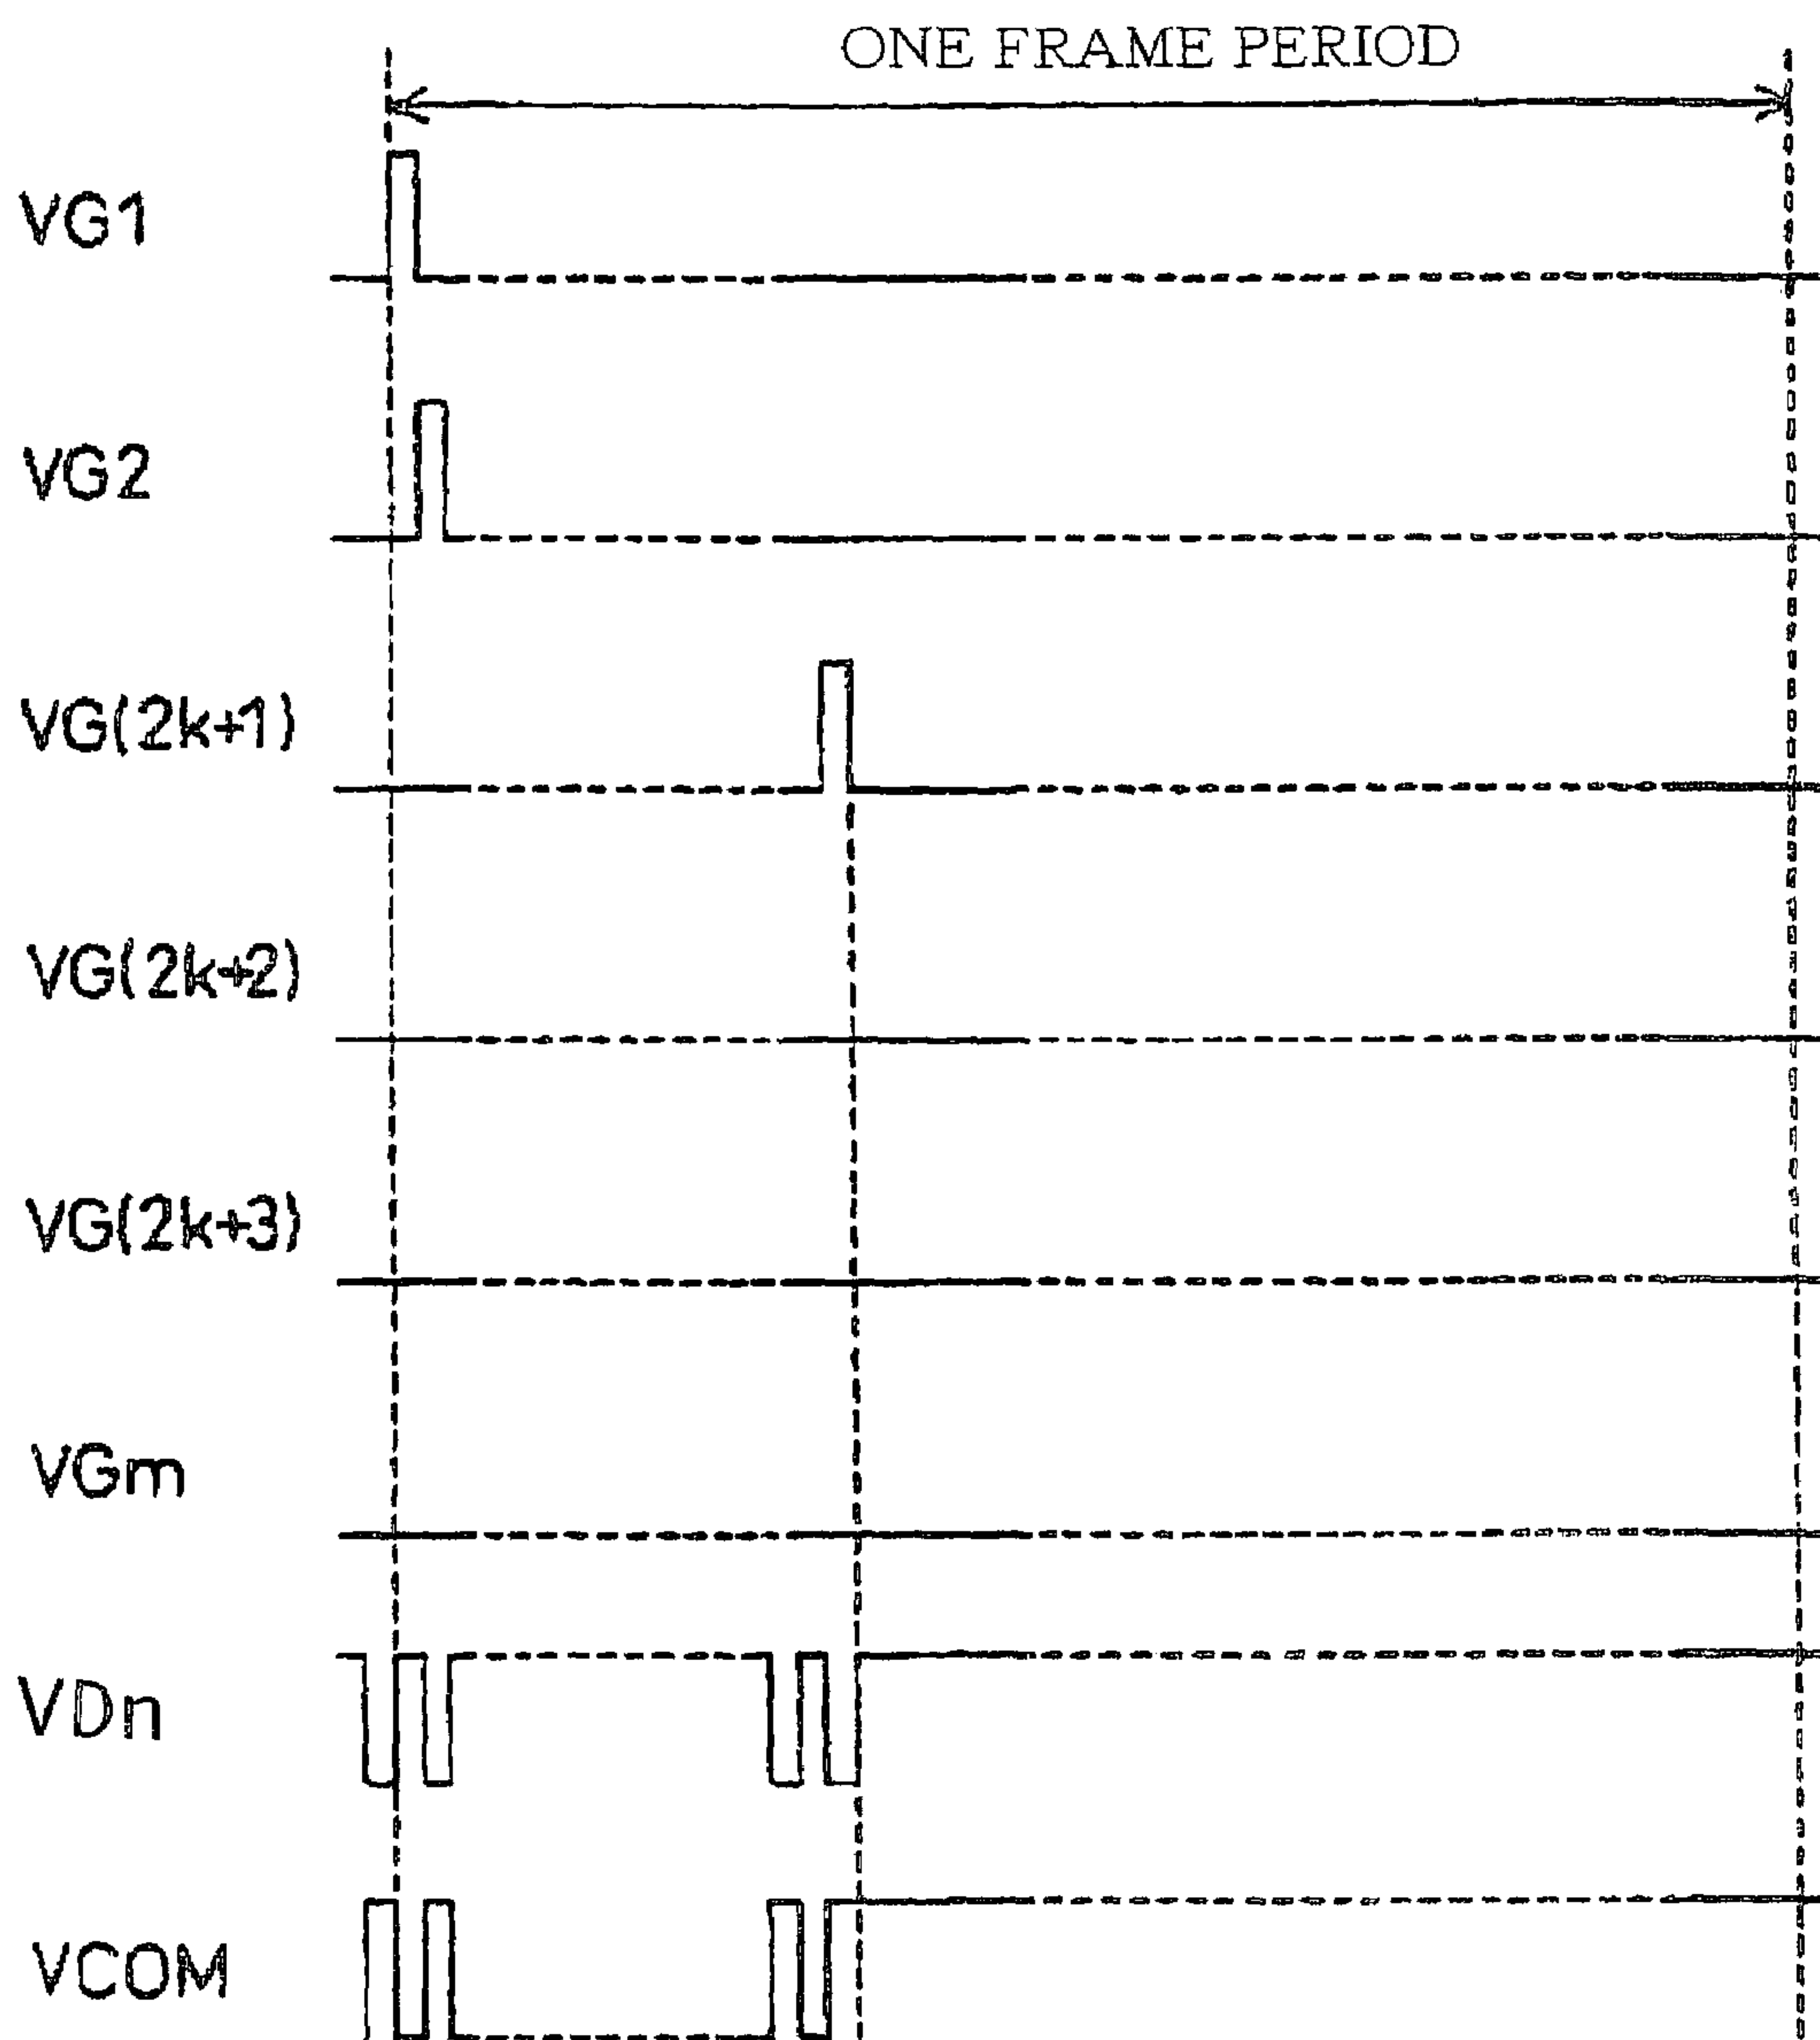 ONE FRAME PERIOD
VG1
VG2
VG(2k+1)
VG(2k+2)
VG(2k+3)
VGm
VDn
VCOM